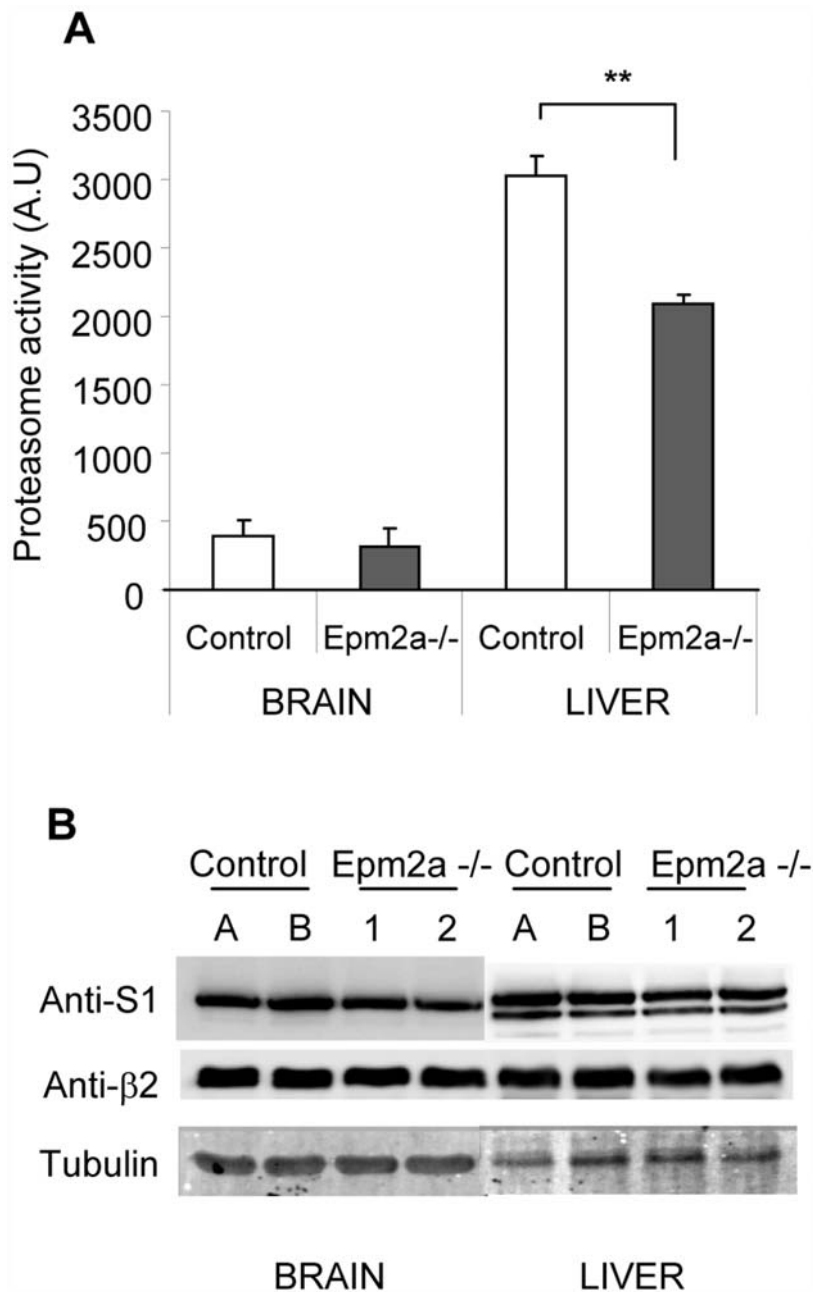 A
**
Proteasome activity (A.U)
3500
3000
2500
2000
1500
1000
500
0
Control Epm2a-/- Control Epm2a-/-
BRAIN LIVER
B
Control Epm2a -/- Control Epm2a -/-
A B 1 2 A B 1 2
Anti-S1
Anti-β2
Tubulin
BRAIN LIVER